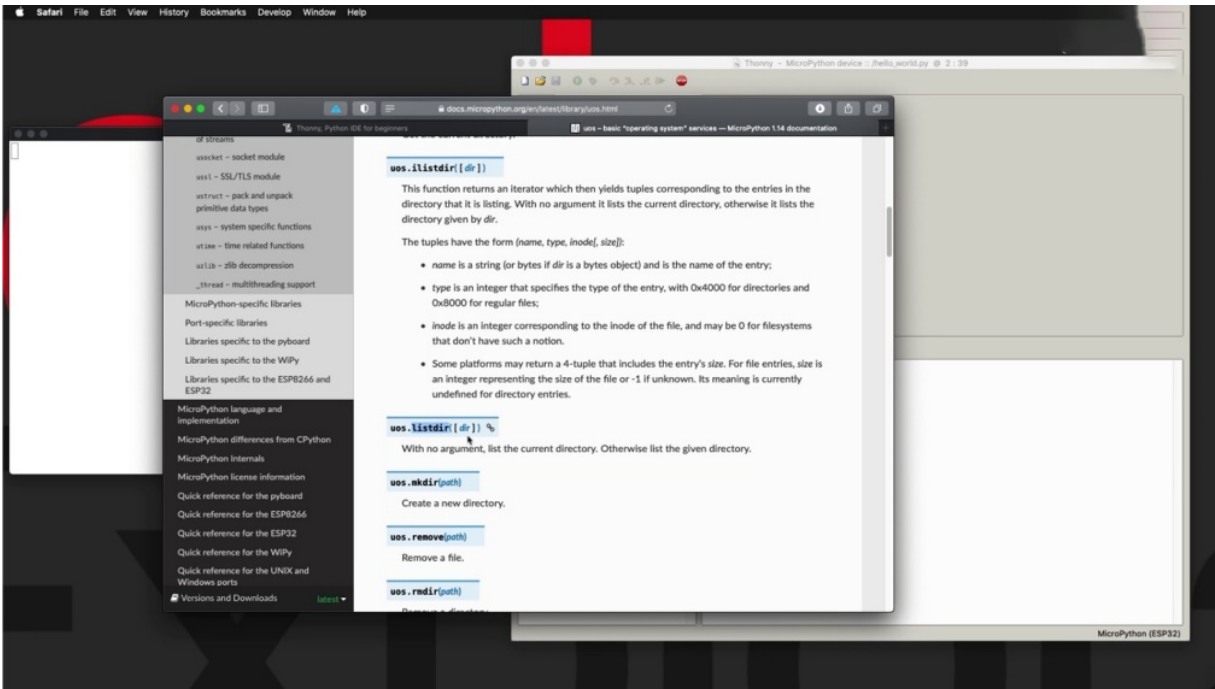 Safari File Edit View History Bookmarks Develop Window Help
Thonny - MicroPython device :: /hello_world.py @ 2 : 39
docs.micropython.org/en/latest/library/uos.html
Thonny, Python IDE for beginners
uos – basic "operating system" services — MicroPython 1.14 documentation
of streams
usocket – socket module
ussl – SSL/TLS module
ustruct – pack and unpack
primitive data types
usys – system specific functions
utime – time related functions
uzlib – zlib decompression
_thread – multithreading support
MicroPython-specific libraries
Port-specific libraries
Libraries specific to the pyboard
Libraries specific to the WiPy
Libraries specific to the ESP8266 and
ESP32
MicroPython language and
implementation
MicroPython differences from CPython
MicroPython Internals
MicroPython license information
Quick reference for the pyboard
Quick reference for the ESP8266
Quick reference for the ESP32
Quick reference for the WiPy
Quick reference for the UNIX and
Windows ports
Versions and Downloads
latest
uos.ilistdir([dir])
This function returns an iterator which then yields tuples corresponding to the entries in the
directory that it is listing. With no argument it lists the current directory, otherwise it lists the
directory given by dir.
The tuples have the form (name, type, inode[, size]):
• name is a string (or bytes if dir is a bytes object) and is the name of the entry;
• type is an integer that specifies the type of the entry, with 0x4000 for directories and
0x8000 for regular files;
• inode is an integer corresponding to the inode of the file, and may be 0 for filesystems
that don't have such a notion.
• Some platforms may return a 4-tuple that includes the entry's size. For file entries, size is
an integer representing the size of the file or -1 if unknown. Its meaning is currently
undefined for directory entries.
uos.listdir([dir])
With no argument, list the current directory. Otherwise list the given directory.
uos.mkdir(path)
Create a new directory.
uos.remove(path)
Remove a file.
uos.rmdir(path)
MicroPython (ESP32)